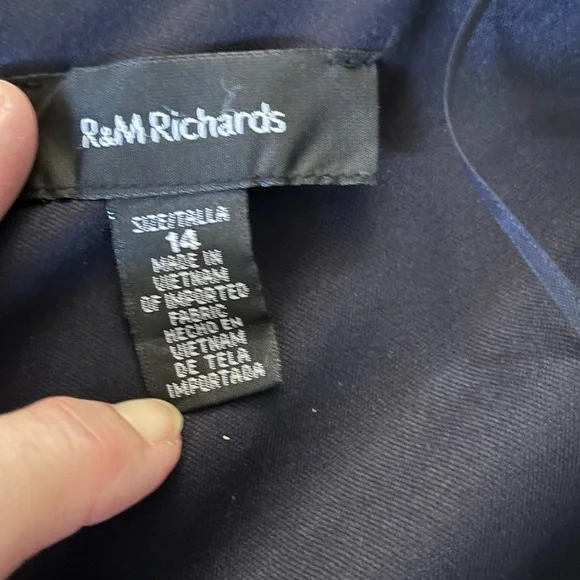 R&M Richards
SIZE/TALLA
14
MADE IN
VIETNAM
OF IMPORTED
FABRIC
HECHO EN
VIETNAM
DE TELA
IMPORTADA